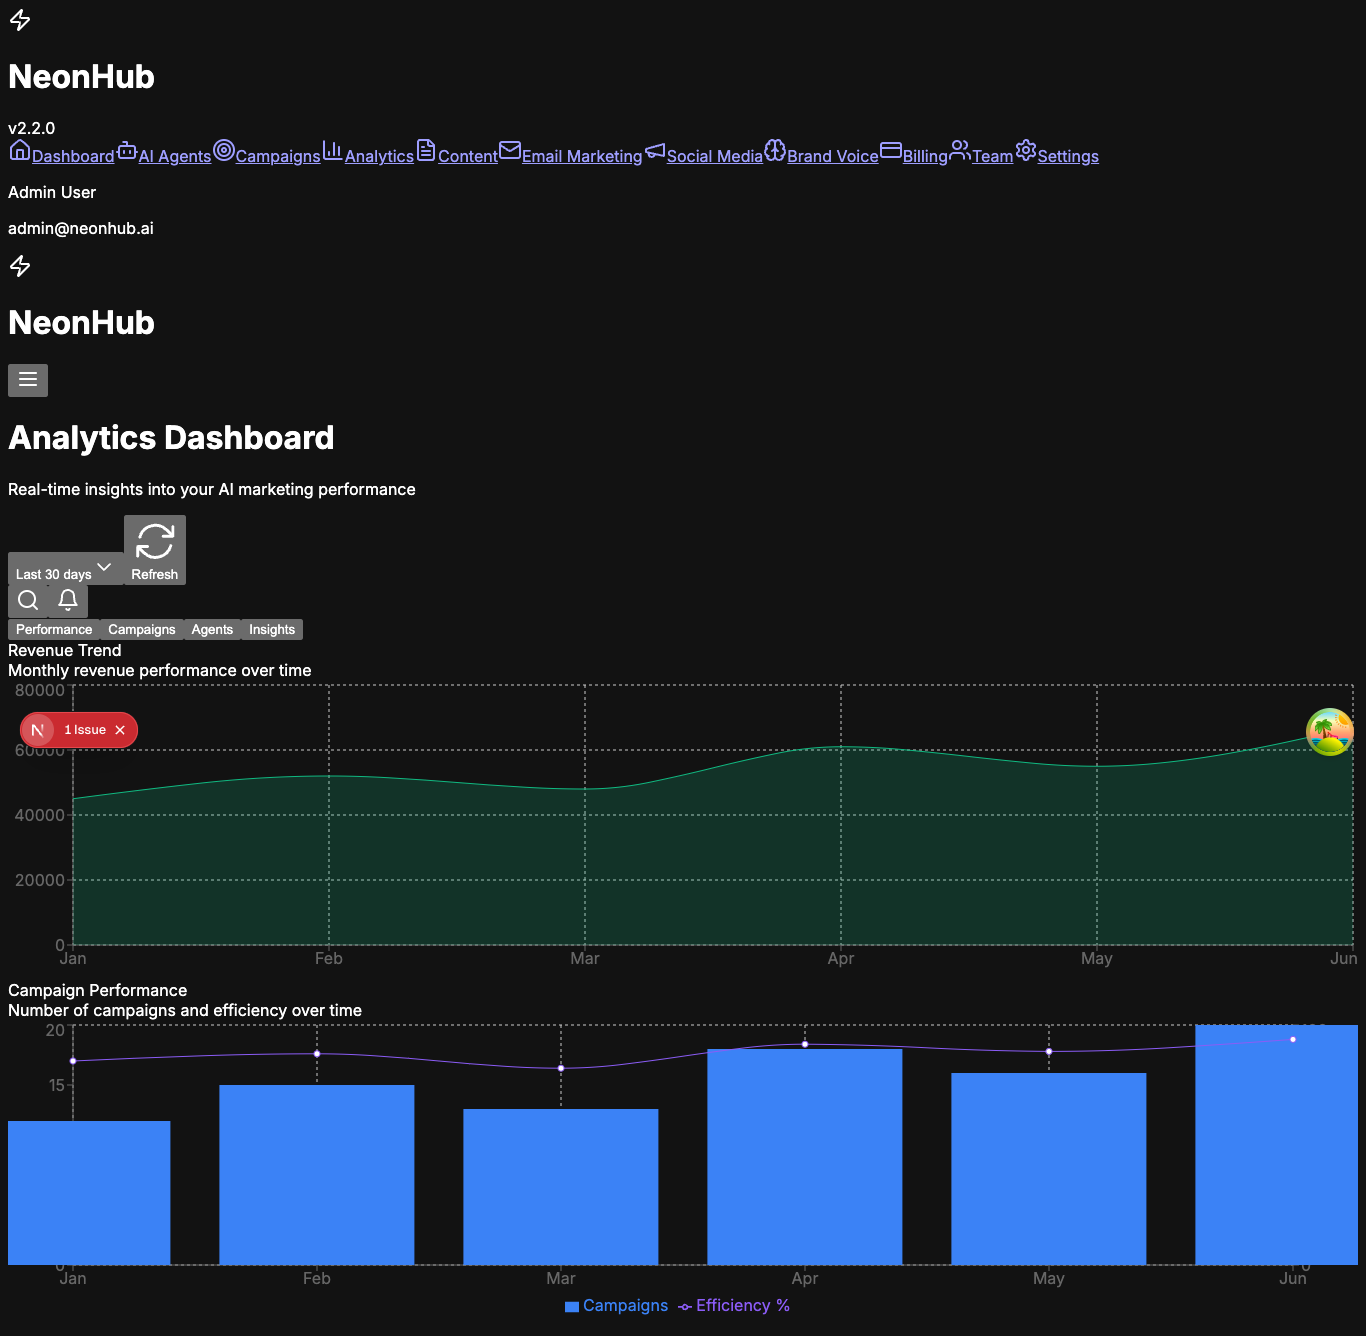 NeonHub
v2.2.0
Dashboard AI Agents Campaigns Analytics Content Email Marketing Social Media Brand Voice Billing Team Settings
Admin User
admin@neonhub.ai
NeonHub
Analytics Dashboard
Real-time insights into your AI marketing performance
Last 30 days Refresh
Performance Campaigns Agents Insights
Revenue Trend
Monthly revenue performance over time
80000
N 1 Issue
60000
40000
20000
0
Jan Feb Mar Apr May Jun
Campaign Performance
Number of campaigns and efficiency over time
20
15
0 0
Jan Feb Mar Apr May Jun
Campaigns Efficiency %